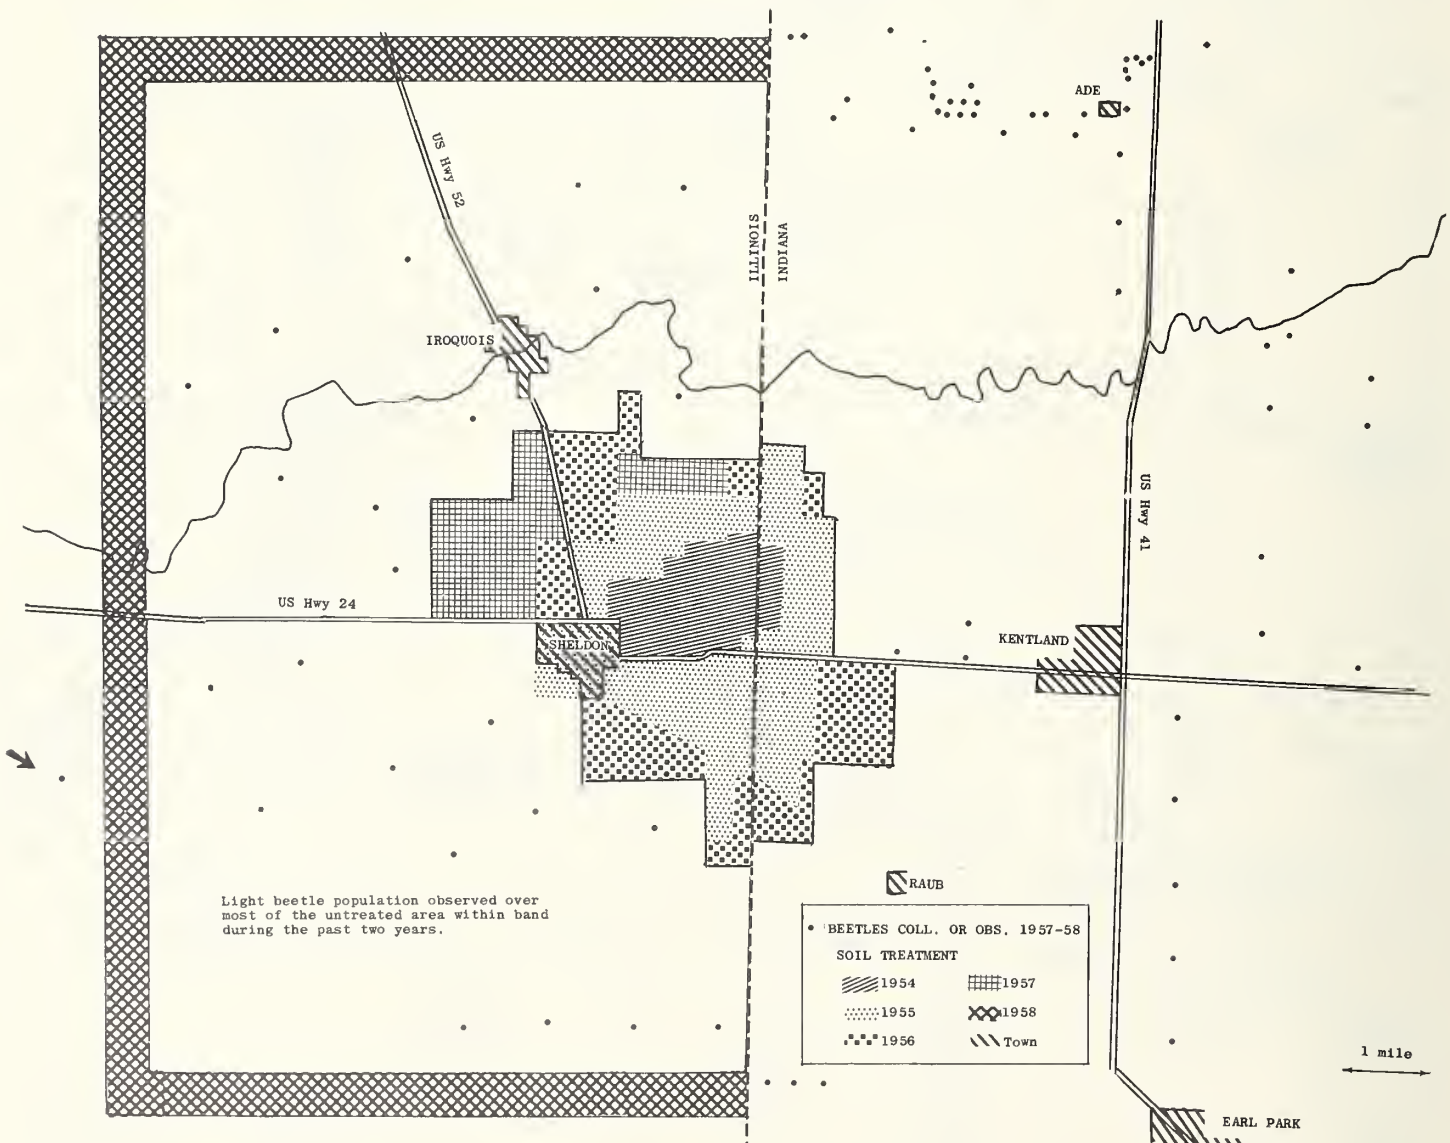 ADE
US Hwy 52
ILLINOIS
INDIANA
IROQUOIS
US Hwy 41
US Hwy 24
SHELDON
KENTLAND
RAUB
Light beetle population observed over
most of the untreated area within band
during the past two years.
BEETLES COLL. OR OBS. 1957-58
SOIL TREATMENT
1954
1957
1955
1958
1956
Town
1 mile
EARL PARK